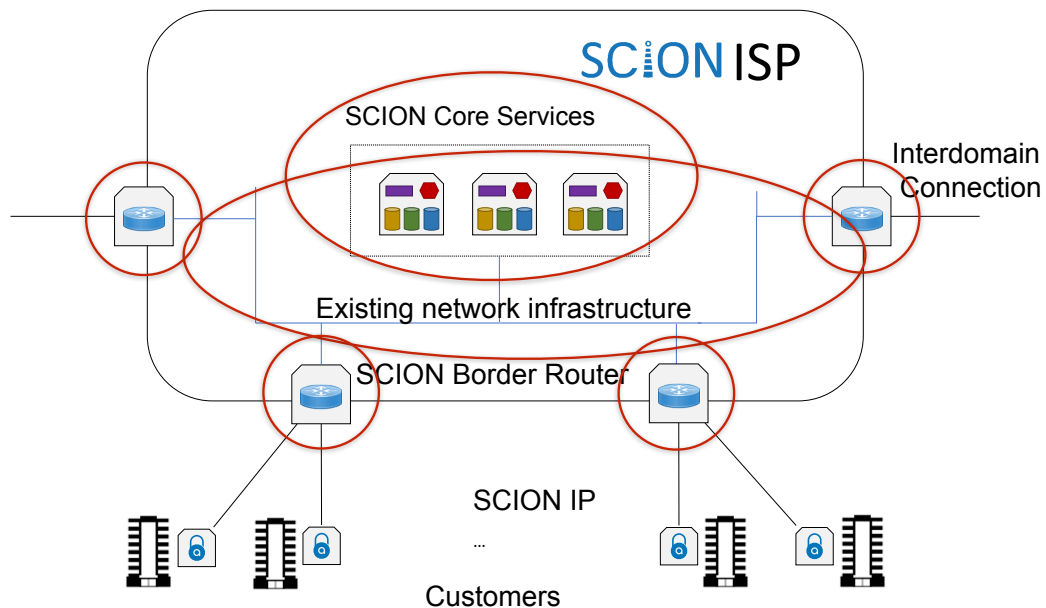 SCION ISP
SCION Core Services
Interdomain
Connection
Existing network infrastructure
SCION Border Router
SCION IP
...
Customers
a
a
a
a